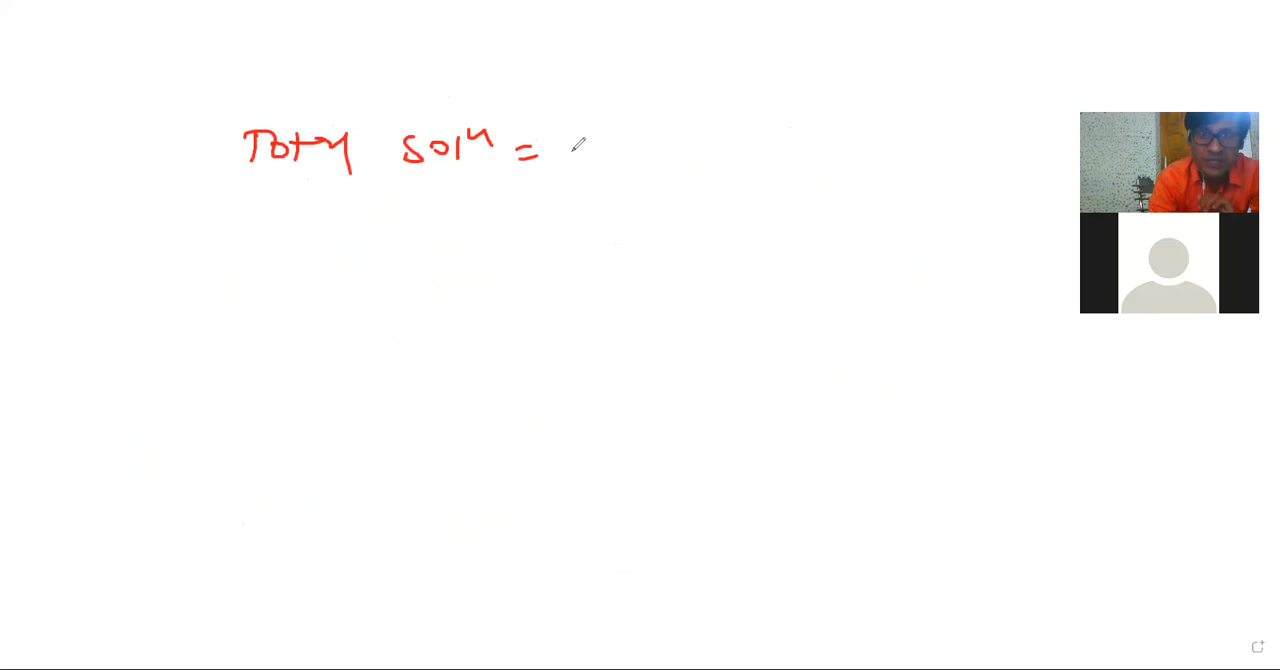 Total solⁿ =